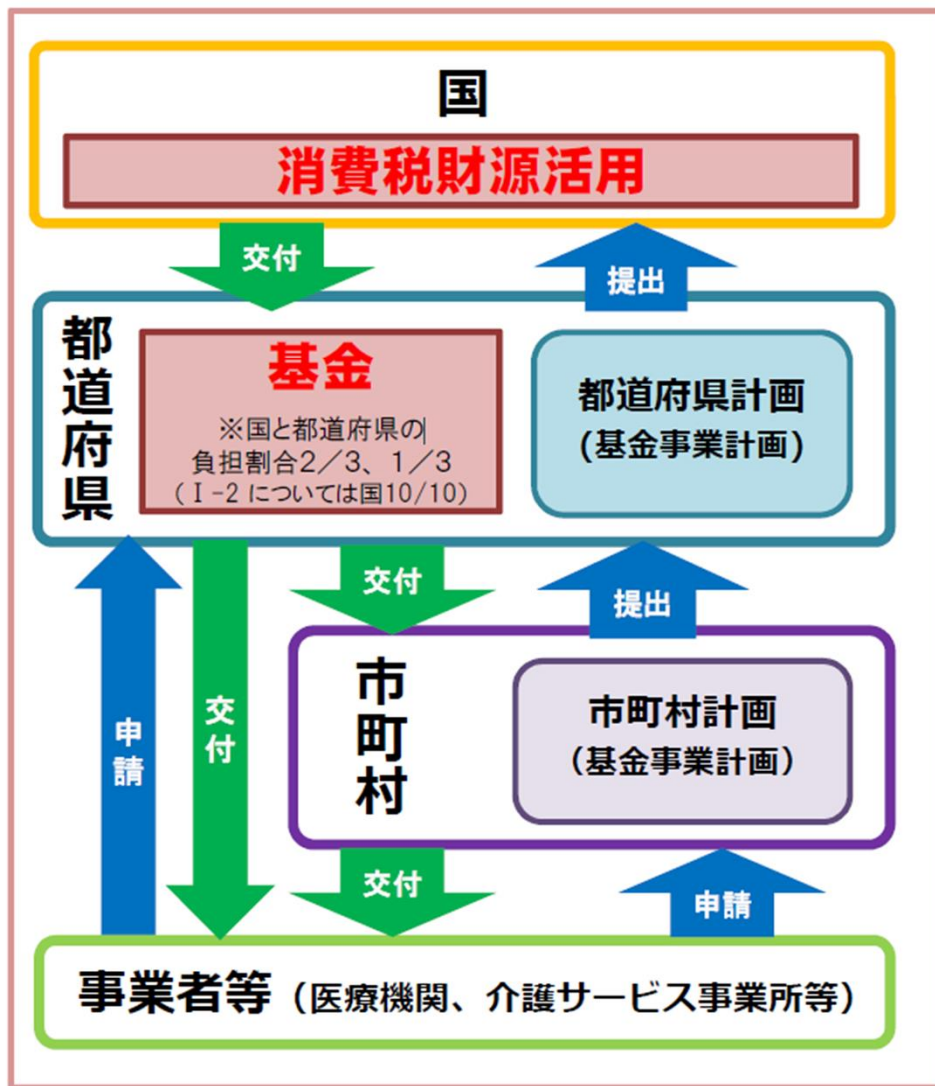 国
消費税財源活用
交付
提出
都道府県
基金
※国と都道府県の
負担割合2／3、1／3
(Ⅰ-2 については国10/10)
都道府県計画
(基金事業計画)
交付
提出
申請
交付
市町村
市町村計画
(基金事業計画)
交付
申請
事業者等 (医療機関、介護サービス事業所等)